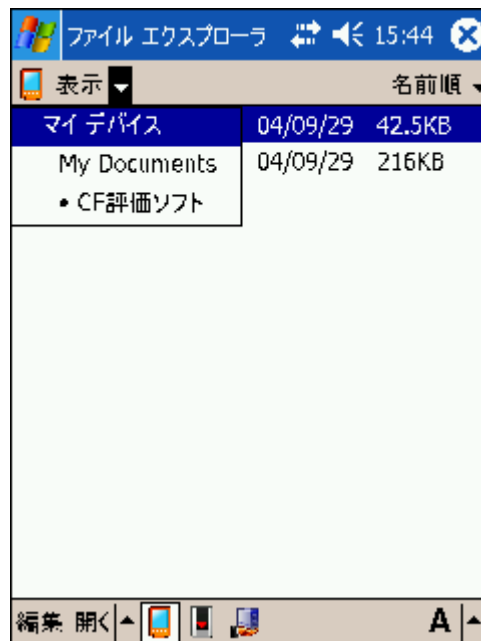 ファイル エクスプローラ 15:44
表示 名前順
マイ デバイス 04/09/29 42.5KB
My Documents 04/09/29 216KB
• CF評価ソフト
編集 開く A